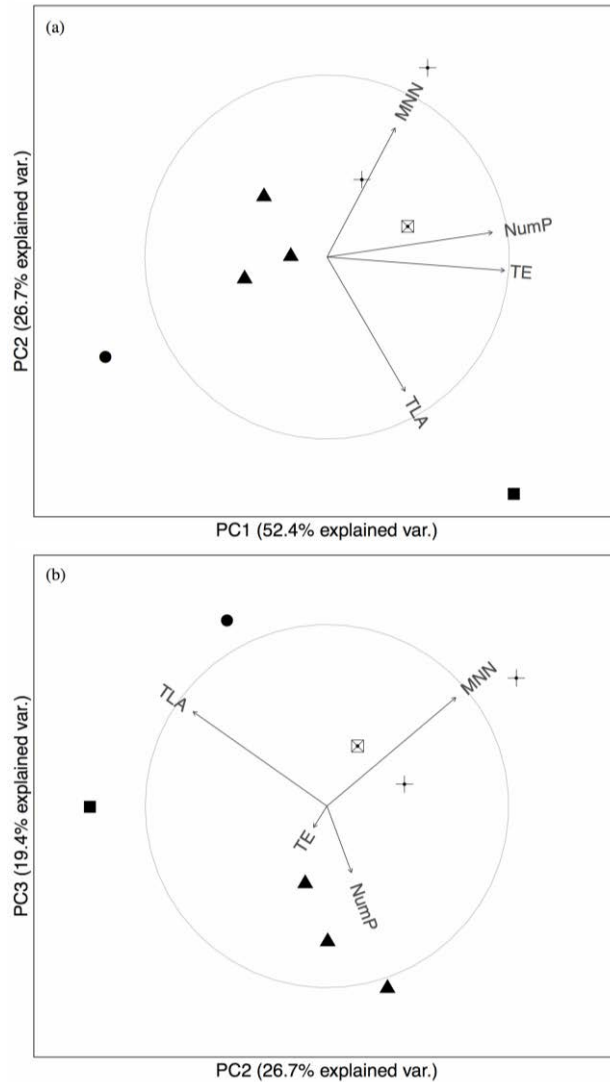 (a)
MNN
NumP
TE
TLA
PC2 (26.7% explained var.)
PC1 (52.4% explained var.)
(b)
TLA
MNN
TE
NumP
PC3 (19.4% explained var.)
PC2 (26.7% explained var.)